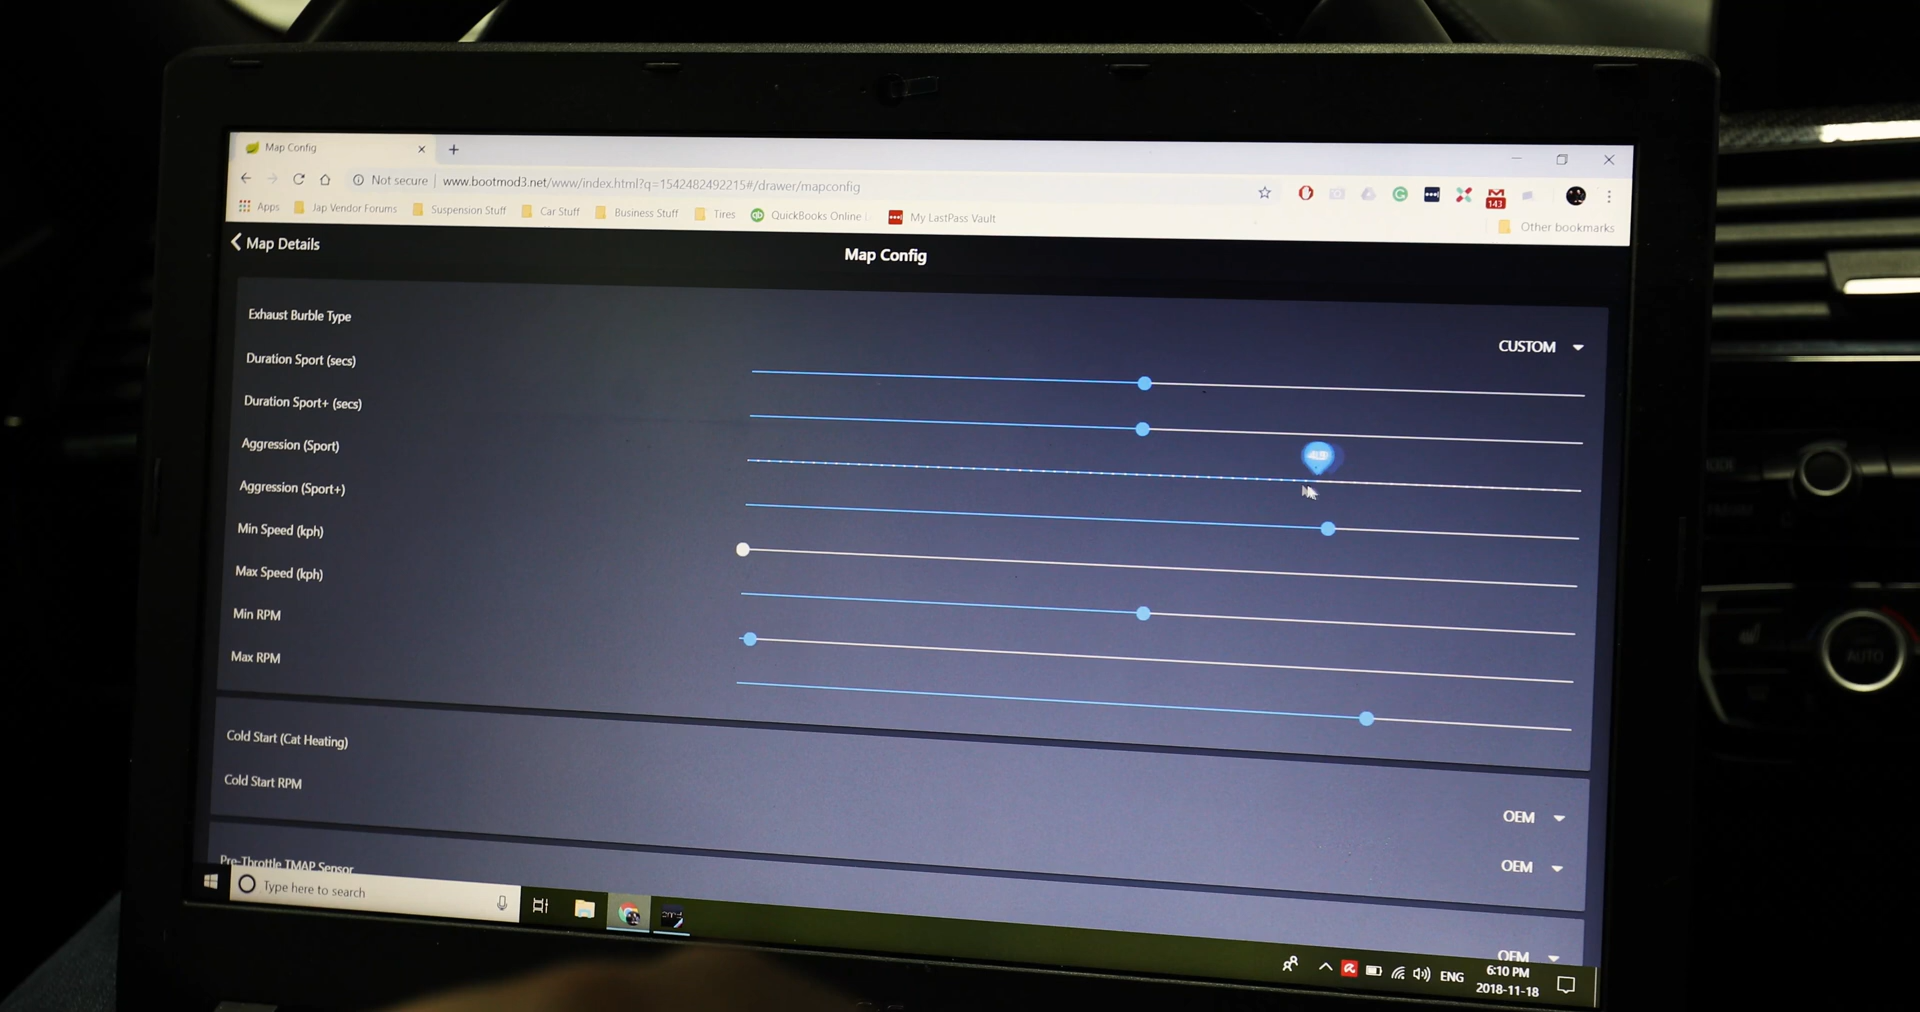 Map Config
Not secure | www.bootmod3.net/www/index.html?q=1542482492215#/drawer/mapconfig
143
Apps Jap Vendor Forums Suspension Stuff Car Stuff Business Stuff Tires QuickBooks Online My LastPass Vault
Other bookmarks
Map Details
Map Config
Exhaust Burble Type
CUSTOM
Duration Sport (secs)
Duration Sport+ (secs)
Aggression (Sport)
Aggression (Sport+)
Min Speed (kph)
Max Speed (kph)
Min RPM
Max RPM
Cold Start (Cat Heating)
OEM
Cold Start RPM
OEM
Pre-Throttle TMAP Sensor
OEM
Type here to search
ENG
6:10 PM
2018-11-18
AUTO